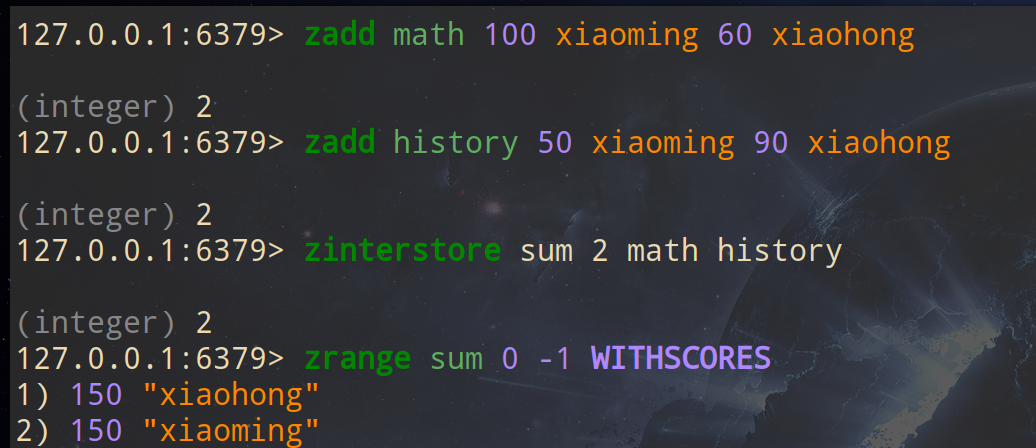 127.0.0.1:6379> zadd math 100 xiaoming 60 xiaohong
(integer) 2
127.0.0.1:6379> zadd history 50 xiaoming 90 xiaohong
(integer) 2
127.0.0.1:6379> zinterstore sum 2 math history
(integer) 2
127.0.0.1:6379> zrange sum 0 -1 WITHSCORES
1) 150 "xiaohong"
2) 150 "xiaoming"